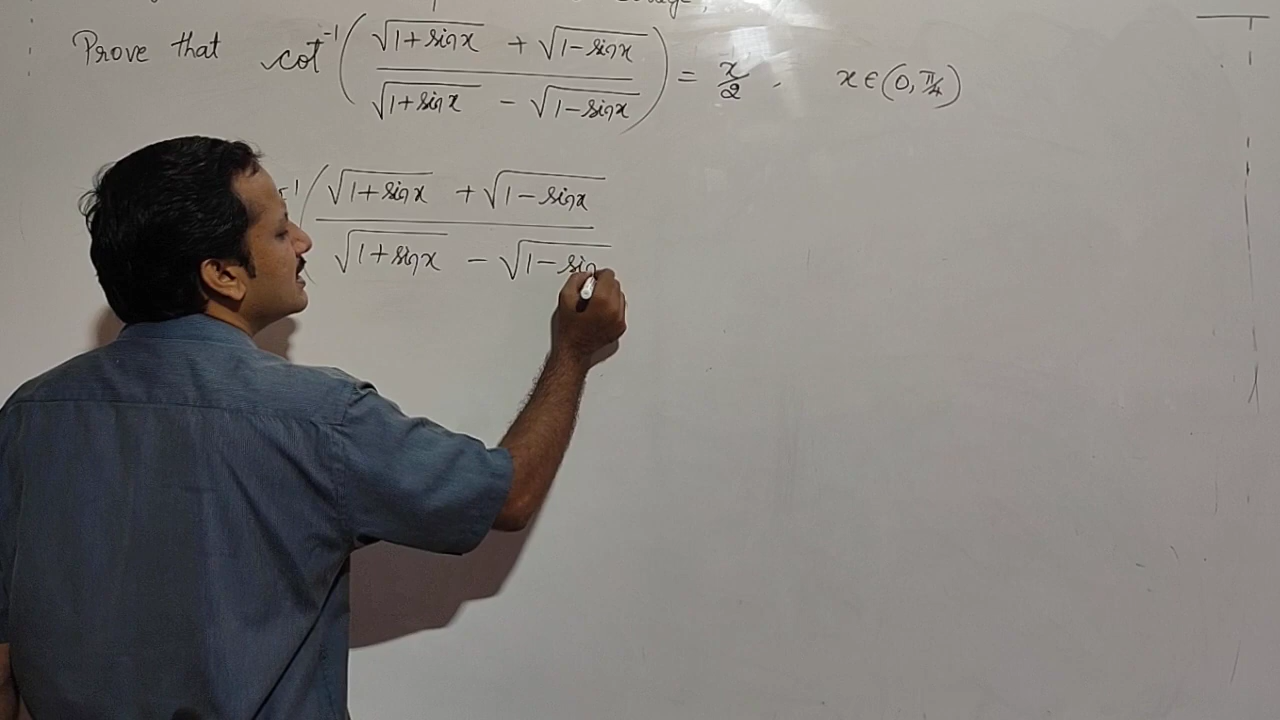 Prove that cot⁻¹( (√(1+sinx) + √(1-sinx)) / (√(1+sinx) - √(1-sinx)) ) = x/2 , x∈(0, π/4)
⁻¹( (√(1+sinx) + √(1-sinx)) / (√(1+sinx) - √(1-sin